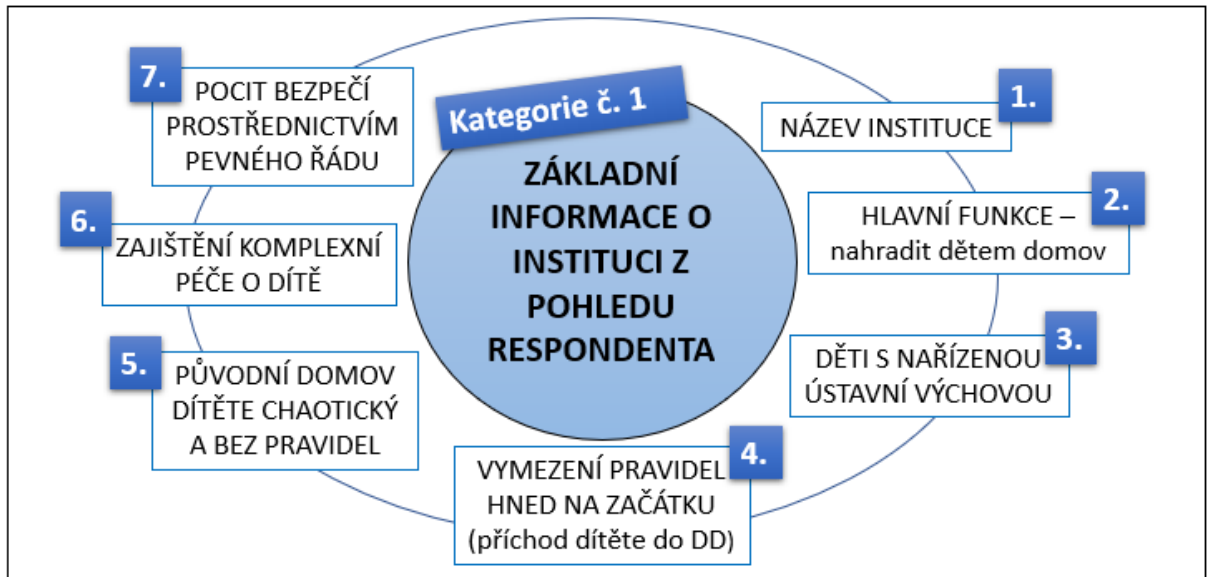 Kategorie č. 1
ZÁKLADNÍ
INFORMACE O
INSTITUCI Z
POHLEDU
RESPONDENTA
1.
NÁZEV INSTITUCE
2.
HLAVNÍ FUNKCE –
nahradit dětem domov
3.
DĚTI S NAŘÍZENOU
ÚSTAVNÍ VÝCHOVOU
4.
VYMEZENÍ PRAVIDEL
HNED NA ZAČÁTKU
(příchod dítěte do DD)
5.
PŮVODNÍ DOMOV
DÍTĚTE CHAOTICKÝ
A BEZ PRAVIDEL
6.
ZAJIŠTĚNÍ KOMPLEXNÍ
PÉČE O DÍTĚ
7.
POCIT BEZPEČÍ
PROSTŘEDNICTVÍM
PEVNÉHO ŘÁDU